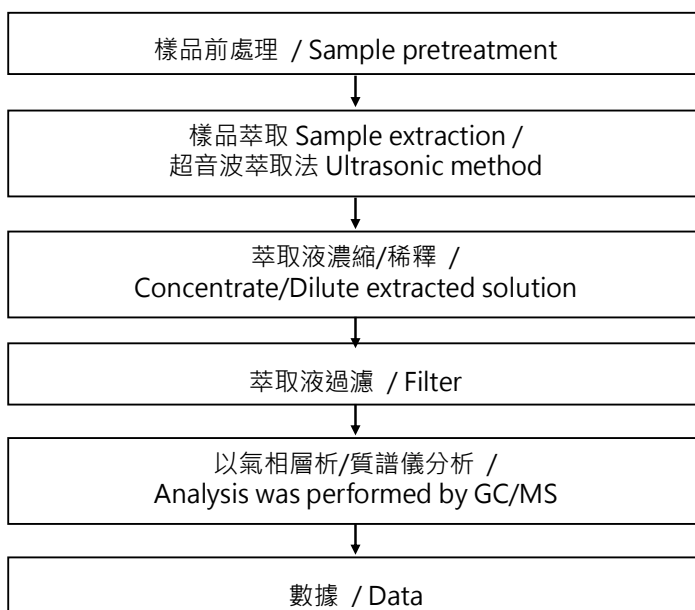 樣品前處理 / Sample pretreatment
樣品萃取 Sample extraction /
超音波萃取法 Ultrasonic method
萃取液濃縮/稀釋 /
Concentrate/Dilute extracted solution
萃取液過濾 / Filter
以氣相層析/質譜儀分析 /
Analysis was performed by GC/MS
數據 / Data